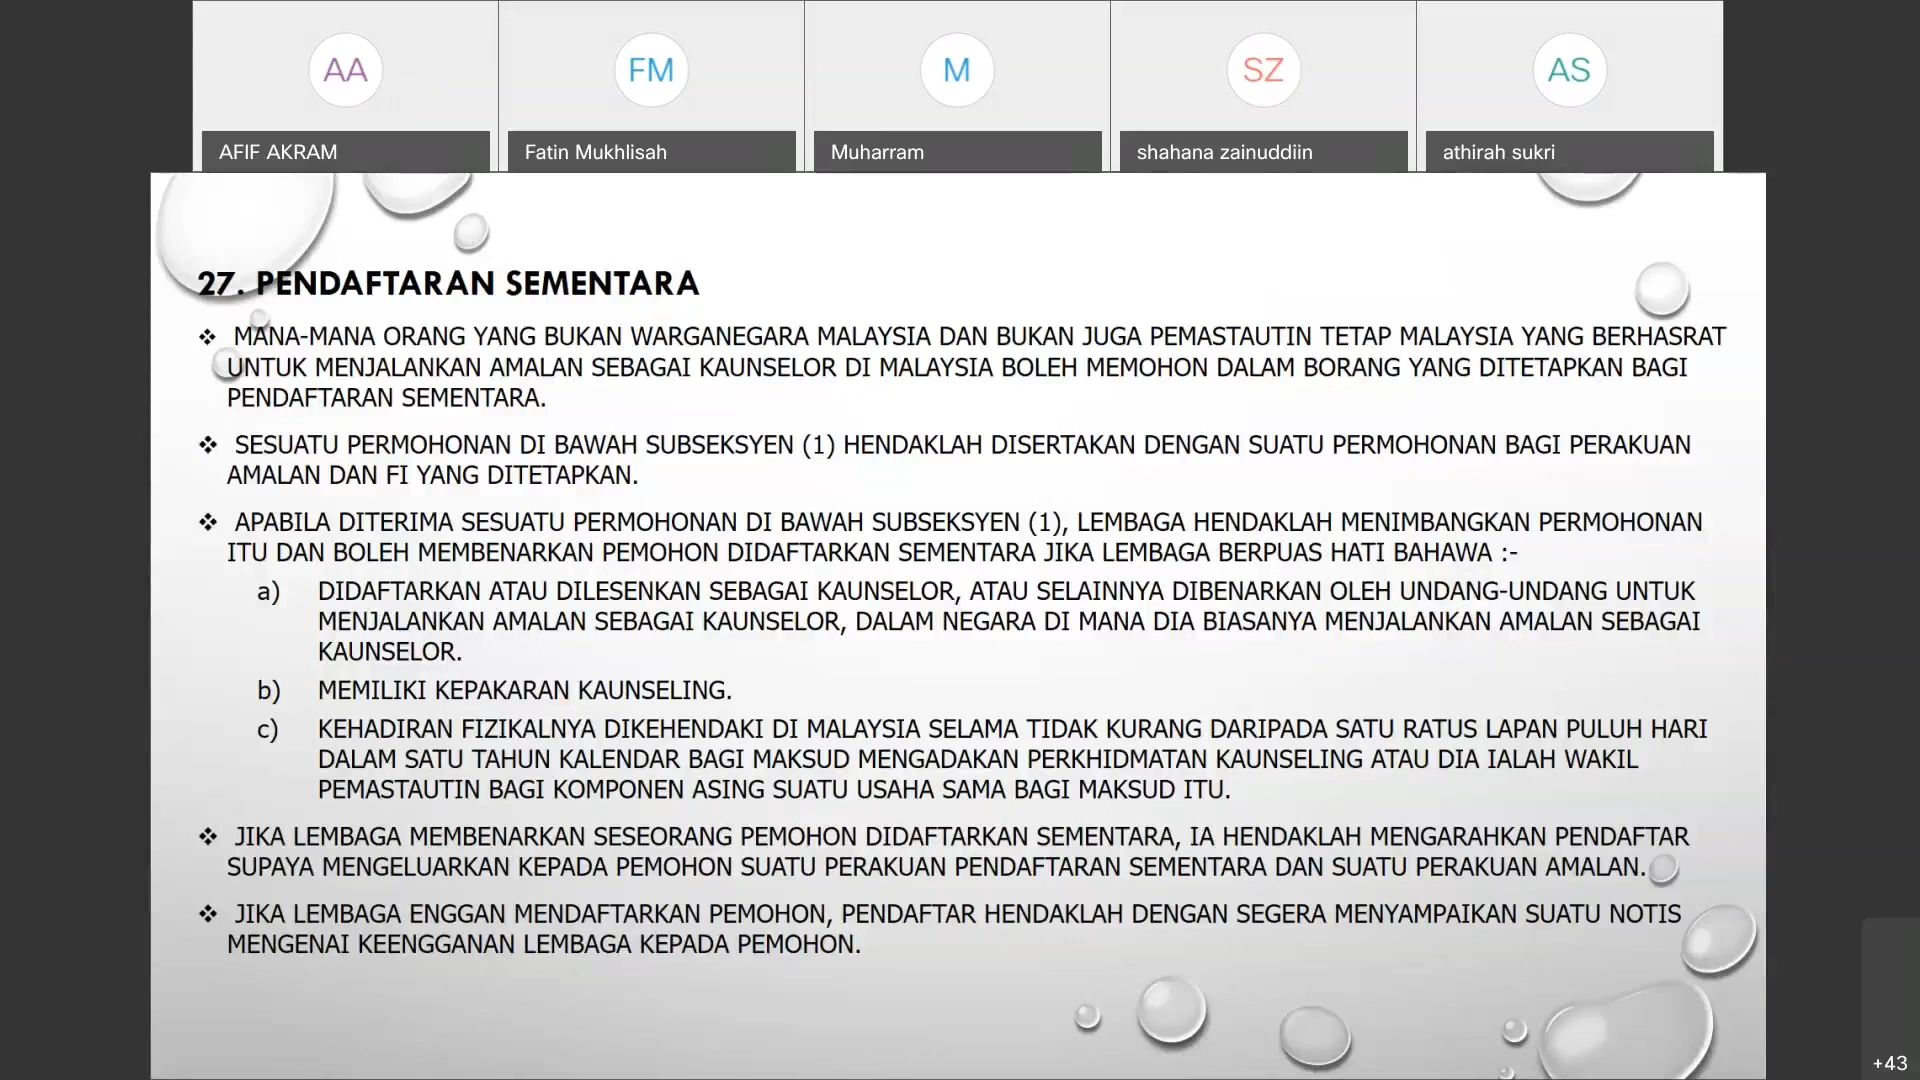 AA
FM
M
SZ
AS
AFIF AKRAM
Fatin Mukhlisah
Muharram
shahana zainuddiin
athirah sukri
27. PENDAFTARAN SEMENTARA
❖ MANA-MANA ORANG YANG BUKAN WARGANEGARA MALAYSIA DAN BUKAN JUGA PEMASTAUTIN TETAP MALAYSIA YANG BERHASRAT
UNTUK MENJALANKAN AMALAN SEBAGAI KAUNSELOR DI MALAYSIA BOLEH MEMOHON DALAM BORANG YANG DITETAPKAN BAGI
PENDAFTARAN SEMENTARA.
❖ SESUATU PERMOHONAN DI BAWAH SUBSEKSYEN (1) HENDAKLAH DISERTAKAN DENGAN SUATU PERMOHONAN BAGI PERAKUAN
AMALAN DAN FI YANG DITETAPKAN.
❖ APABILA DITERIMA SESUATU PERMOHONAN DI BAWAH SUBSEKSYEN (1), LEMBAGA HENDAKLAH MENIMBANGKAN PERMOHONAN
ITU DAN BOLEH MEMBENARKAN PEMOHON DIDAFTARKAN SEMENTARA JIKA LEMBAGA BERPUAS HATI BAHAWA :-
a) DIDAFTARKAN ATAU DILESENKAN SEBAGAI KAUNSELOR, ATAU SELAINNYA DIBENARKAN OLEH UNDANG-UNDANG UNTUK
MENJALANKAN AMALAN SEBAGAI KAUNSELOR, DALAM NEGARA DI MANA DIA BIASANYA MENJALANKAN AMALAN SEBAGAI
KAUNSELOR.
b) MEMILIKI KEPAKARAN KAUNSELING.
c) KEHADIRAN FIZIKALNYA DIKEHENDAKI DI MALAYSIA SELAMA TIDAK KURANG DARIPADA SATU RATUS LAPAN PULUH HARI
DALAM SATU TAHUN KALENDAR BAGI MAKSUD MENGADAKAN PERKHIDMATAN KAUNSELING ATAU DIA IALAH WAKIL
PEMASTAUTIN BAGI KOMPONEN ASING SUATU USAHA SAMA BAGI MAKSUD ITU.
❖ JIKA LEMBAGA MEMBENARKAN SESEORANG PEMOHON DIDAFTARKAN SEMENTARA, IA HENDAKLAH MENGARAHKAN PENDAFTAR
SUPAYA MENGELUARKAN KEPADA PEMOHON SUATU PERAKUAN PENDAFTARAN SEMENTARA DAN SUATU PERAKUAN AMALAN.
❖ JIKA LEMBAGA ENGGAN MENDAFTARKAN PEMOHON, PENDAFTAR HENDAKLAH DENGAN SEGERA MENYAMPAIKAN SUATU NOTIS
MENGENAI KEENGGANAN LEMBAGA KEPADA PEMOHON.
+43